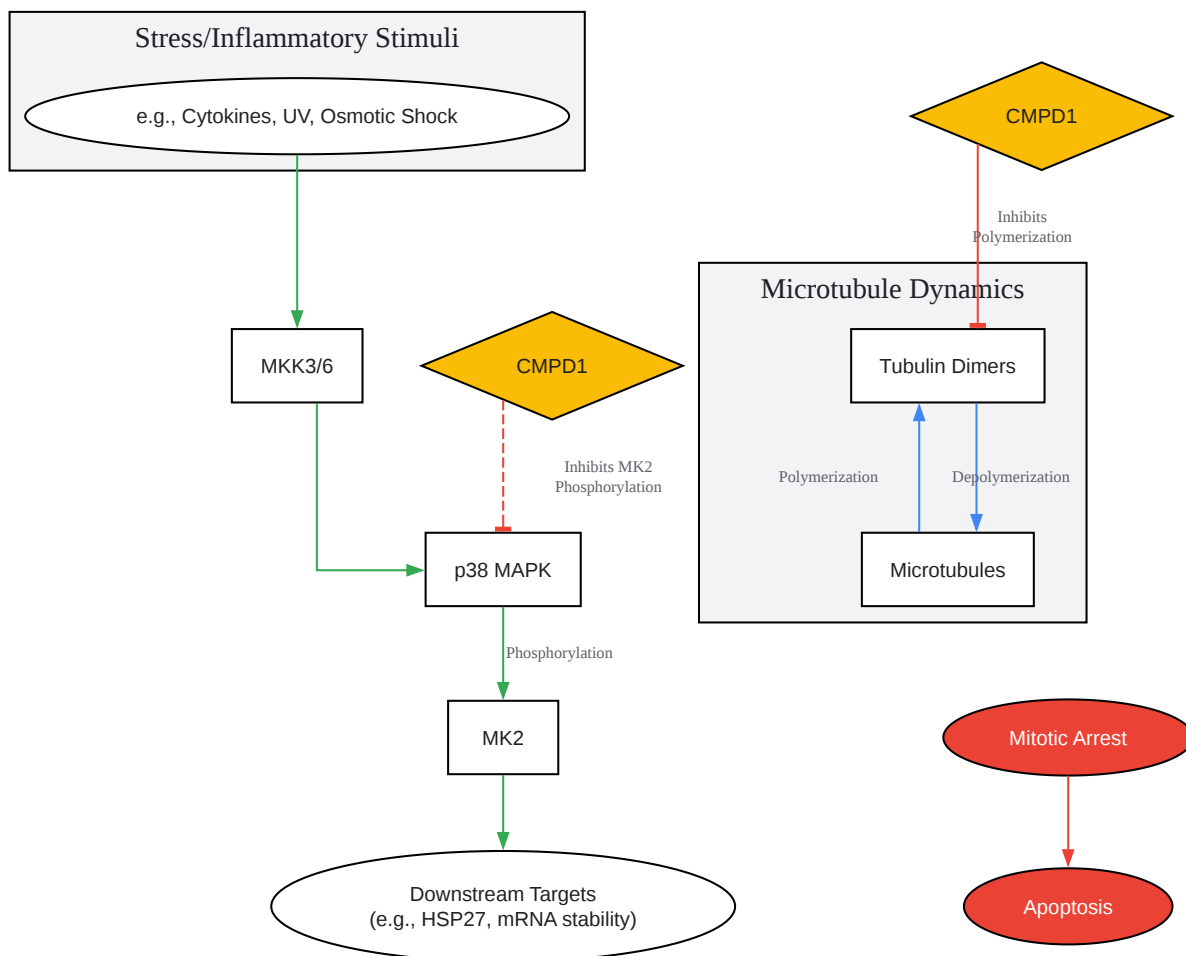 Stress/Inflammatory Stimuli
e.g., Cytokines, UV, Osmotic Shock
CMPD1
Inhibits
Polymerization
Microtubule Dynamics
MKK3/6
CMPD1
Tubulin Dimers
Inhibits MK2
Phosphorylation
Polymerization
Depolymerization
p38 MAPK
Microtubules
Phosphorylation
MK2
Mitotic Arrest
Downstream Targets
(e.g., HSP27, mRNA stability)
Apoptosis